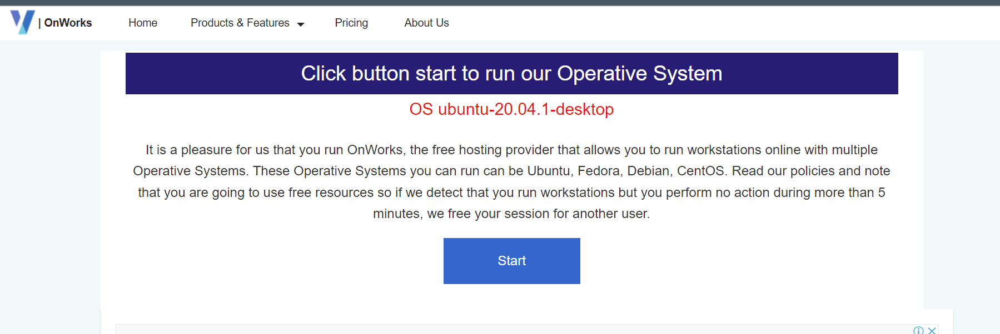 | OnWorks Home Products & Features Pricing About Us
Click button start to run our Operative System
OS ubuntu-20.04.1-desktop
It is a pleasure for us that you run OnWorks, the free hosting provider that allows you to run workstations online with multiple
Operative Systems. These Operative Systems you can run can be Ubuntu, Fedora, Debian, CentOS. Read our policies and note
that you are going to use free resources so if we detect that you run workstations but you perform no action during more than 5
minutes, we free your session for another user.
Start